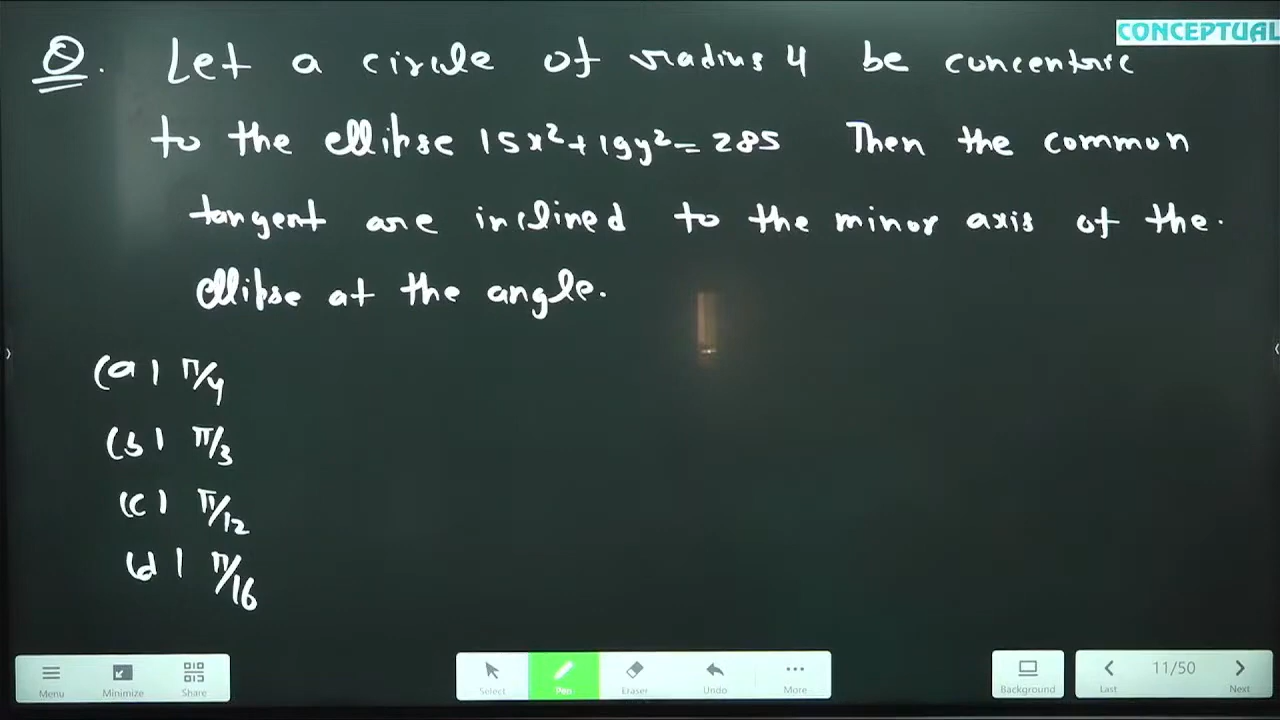 CONCEPTUAL
Q. Let a circle of radius 4 be concentric
to the ellipse 15x²+19y²=285 Then the common
tangent are inclined to the minor axis of the.
ellipse at the angle.
(a) π/4
(b) π/3
(c) π/12
(d) π/16
Menu Minimize Share Select Pen Eraser Undo More Background Last 11/50 Next